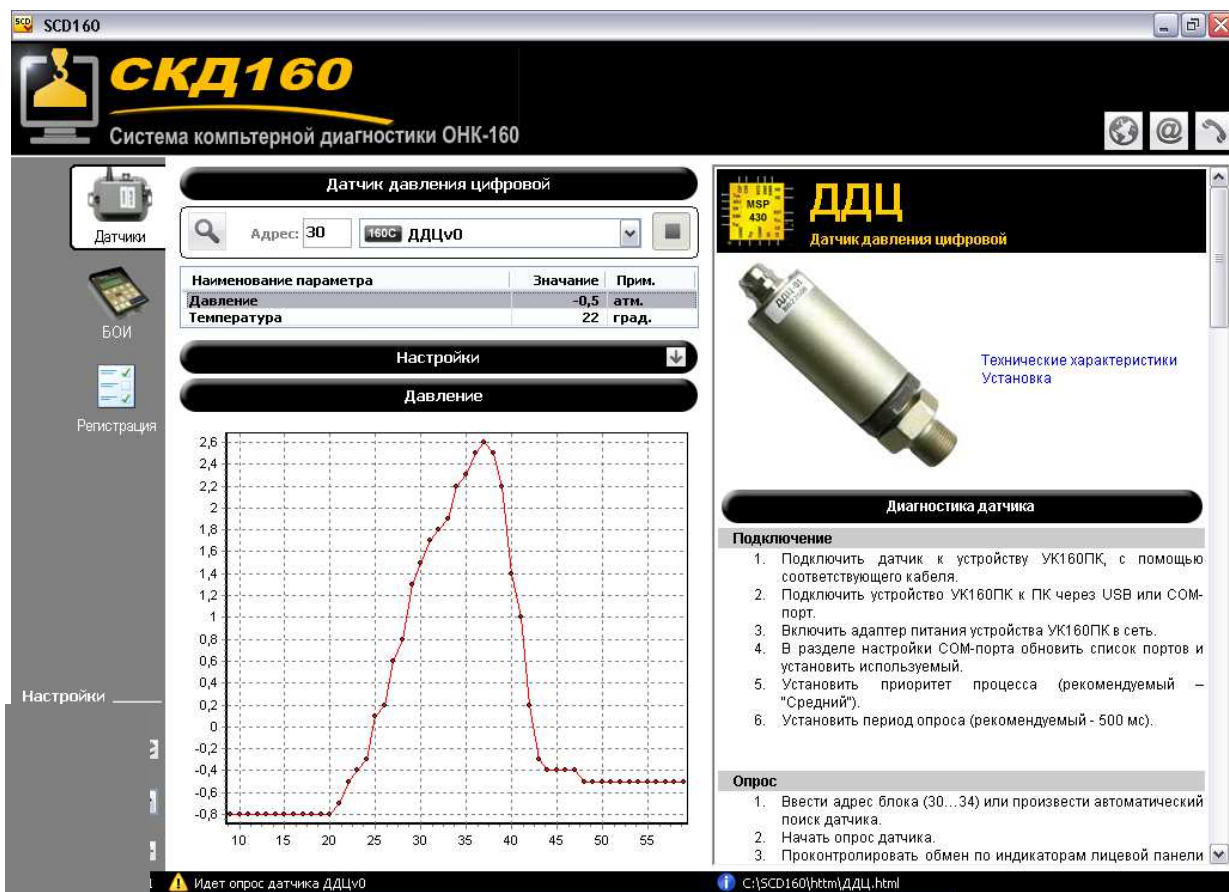 SCD160
СКД160
Система компьтерной диагностики ОНК-160
Датчики
БОИ
Регистрация
Настройки
Датчик давления цифровой
Адрес: 30 160C ДДЦv0
Наименование параметра Значание Прим.
Давление -0,5 атм.
Температура 22 град.
Настройки
Давление
2,6
2,4
2,2
2
1,8
1,6
1,4
1,2
1
0,8
0,6
0,4
0,2
0
-0,2
-0,4
-0,6
-0,8
10 15 20 25 30 35 40 45 50 55
MSP
430
ДДЦ
Датчик давления цифровой
ДДЦ-01
Технические характеристики
Установка
Диагностика датчика
Подключение
1. Подключить датчик к устройству УК160ПК, с помощью
соответствующего кабеля.
2. Подключить устройство УК160ПК к ПК через USB или COM-
порт.
3. Включить адаптер питания устройства УК160ПК в сеть.
4. В разделе настройки COM-порта обновить список портов и
установить используемый.
5. Установить приоритет процесса (рекомендуемый –
"Средний").
6. Установить период опроса (рекомендуемый - 500 мс).
Опрос
1. Ввести адрес блока (30...34) или произвести автоматический
поиск датчика.
2. Начать опрос датчика.
3. Проконтролировать обмен по индикаторам лицевой панели
Идет опрос датчика ДДЦv0
C:\SCD160\httm\ДДЦ.html